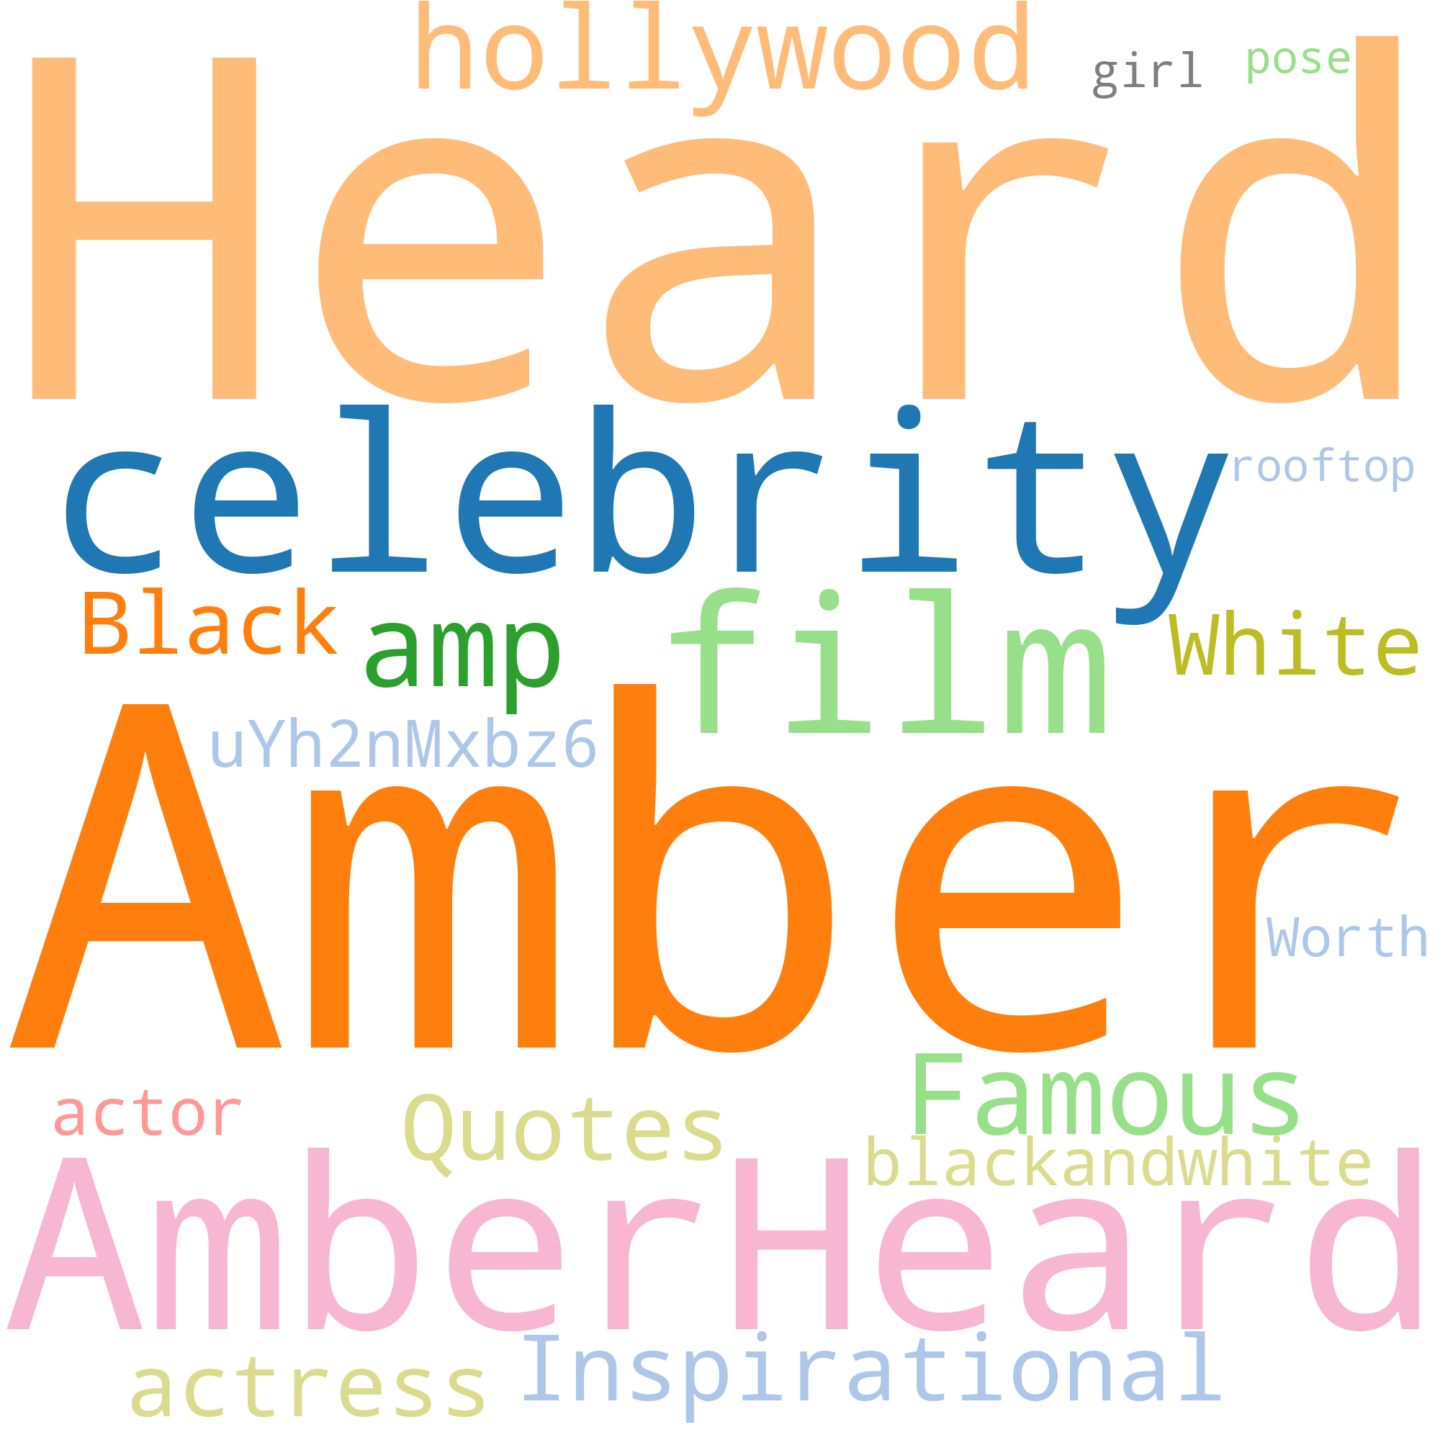 hollywood
girl
pose
Heard
celebrity
rooftop
Black
amp
film
White
uYh2nMxbz6
Amber
Worth
Famous
actor
Quotes
blackandwhite
AmberHeard
actress
Inspirational